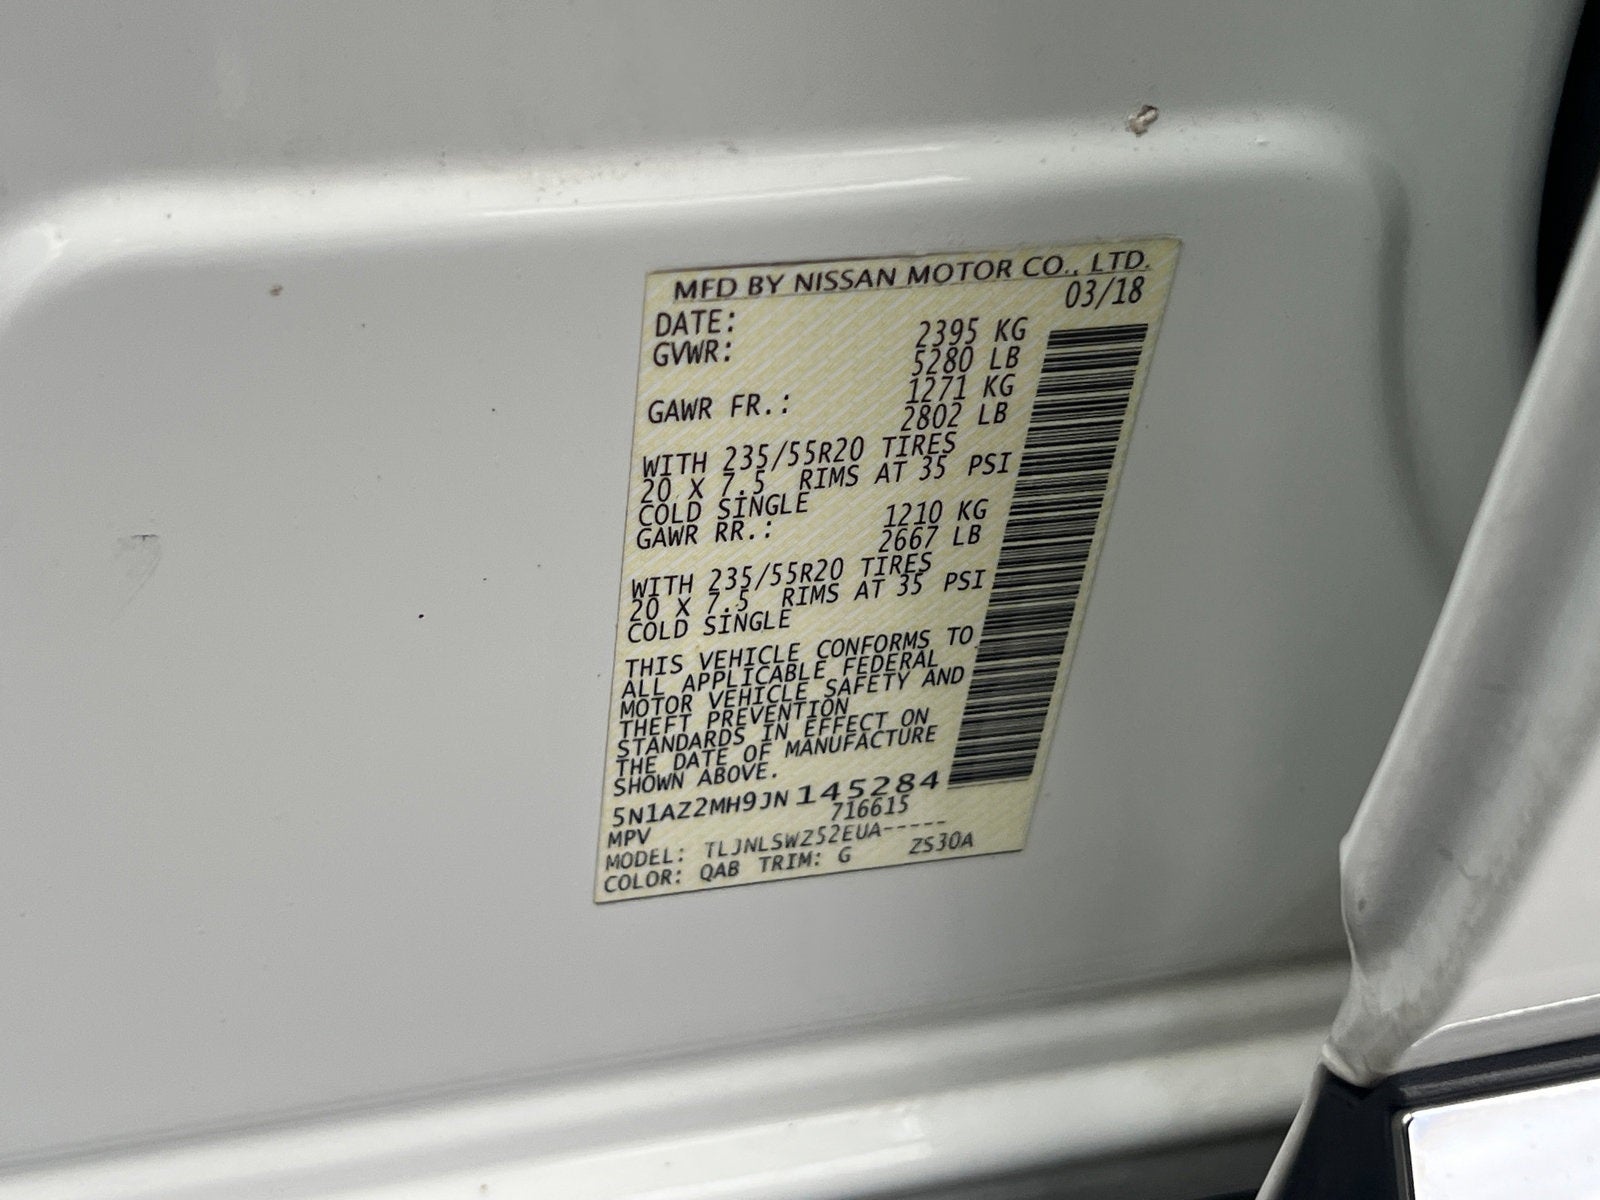 MFD BY NISSAN MOTOR CO., LTD.
DATE: 03/18
GVWR: 2395 KG
5280 LB
GAWR FR.: 1271 KG
2802 LB
WITH 235/55R20 TIRES
20 X 7.5 RIMS AT 35 PSI
COLD SINGLE
GAWR RR.: 1210 KG
2667 LB
WITH 235/55R20 TIRES
20 X 7.5 RIMS AT 35 PSI
COLD SINGLE
THIS VEHICLE CONFORMS TO
ALL APPLICABLE FEDERAL
MOTOR VEHICLE SAFETY AND
THEFT PREVENTION
STANDARDS IN EFFECT ON
THE DATE OF MANUFACTURE
SHOWN ABOVE.
5N1AZ2MH9JN145284
MPV 716615
MODEL: TLJNLSWZ52EUA-----
COLOR: QAB TRIM: G ZS30A